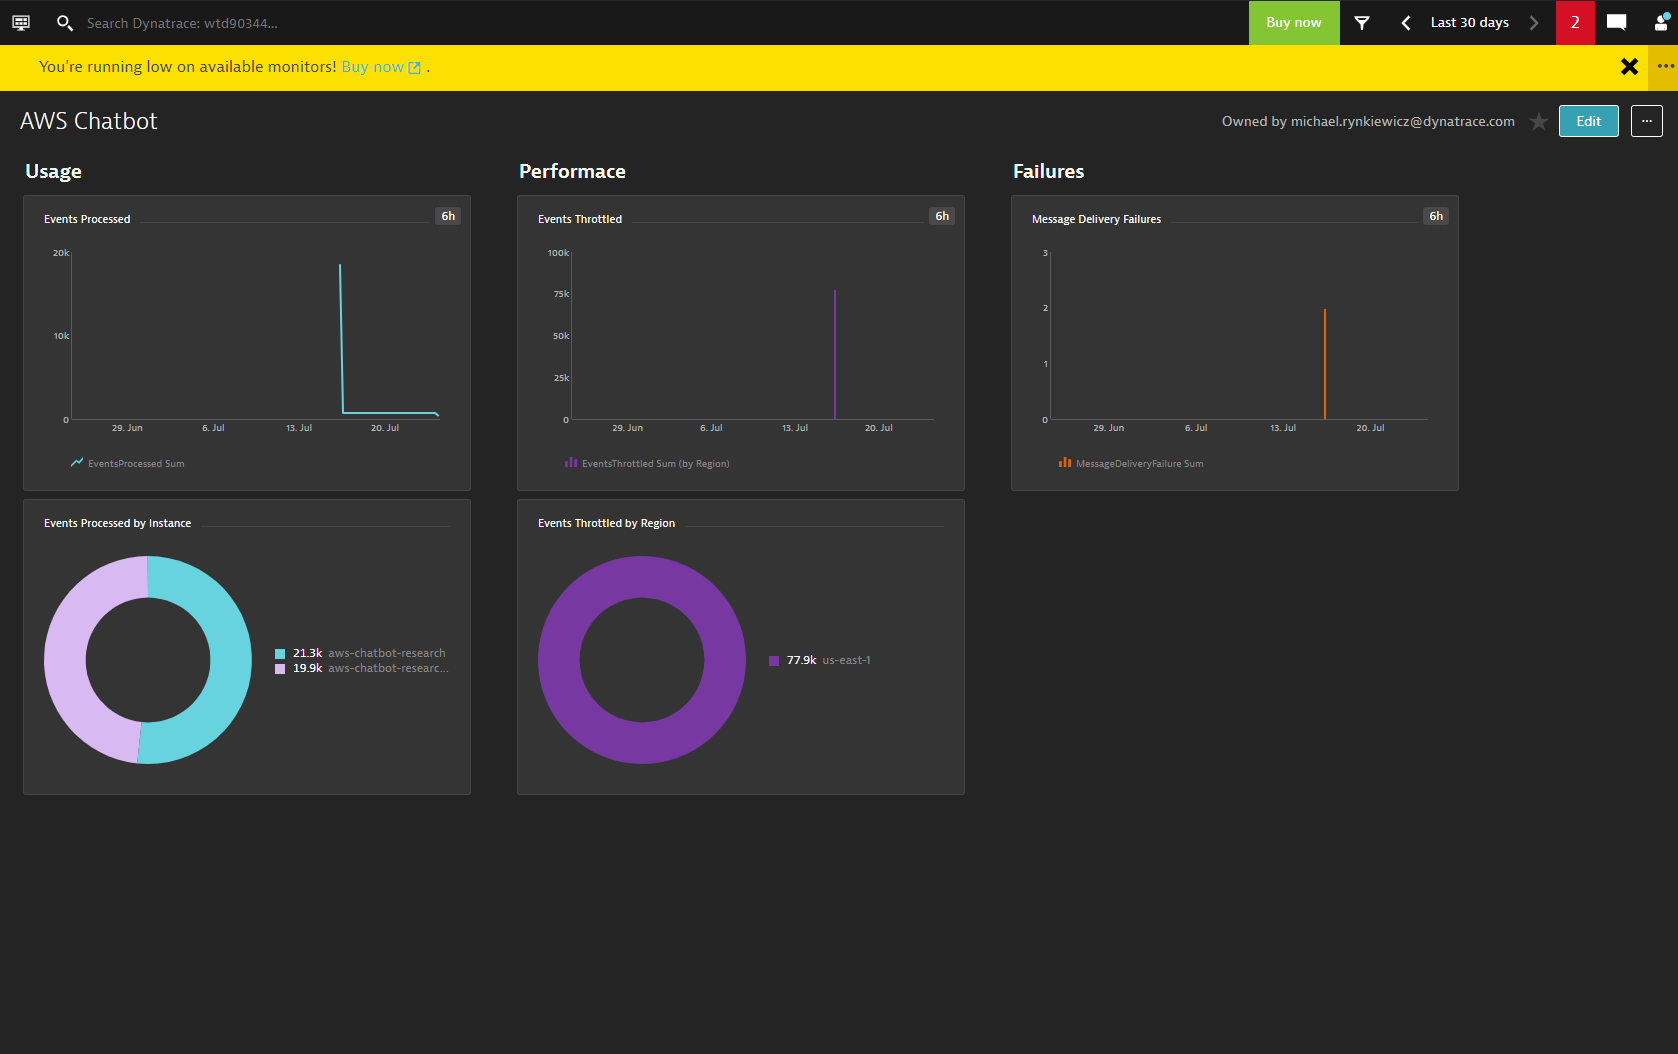 Search Dynatrace: wtd90344...
Buy now
Last 30 days
2
You're running low on available monitors! Buy now .
AWS Chatbot
Owned by michael.rynkiewicz@dynatrace.com
Edit
...
Usage
Events Processed
6h
20k
10k
0
29. Jun
6. Jul
13. Jul
20. Jul
EventsProcessed Sum
Events Processed by Instance
21.3k aws-chatbot-research
19.9k aws-chatbot-researc...
Performace
Events Throttled
6h
100k
75k
50k
25k
0
29. Jun
6. Jul
13. Jul
20. Jul
EventsThrottled Sum (by Region)
Events Throttled by Region
77.9k us-east-1
Failures
Message Delivery Failures
6h
3
2
1
0
29. Jun
6. Jul
13. Jul
20. Jul
MessageDeliveryFailure Sum